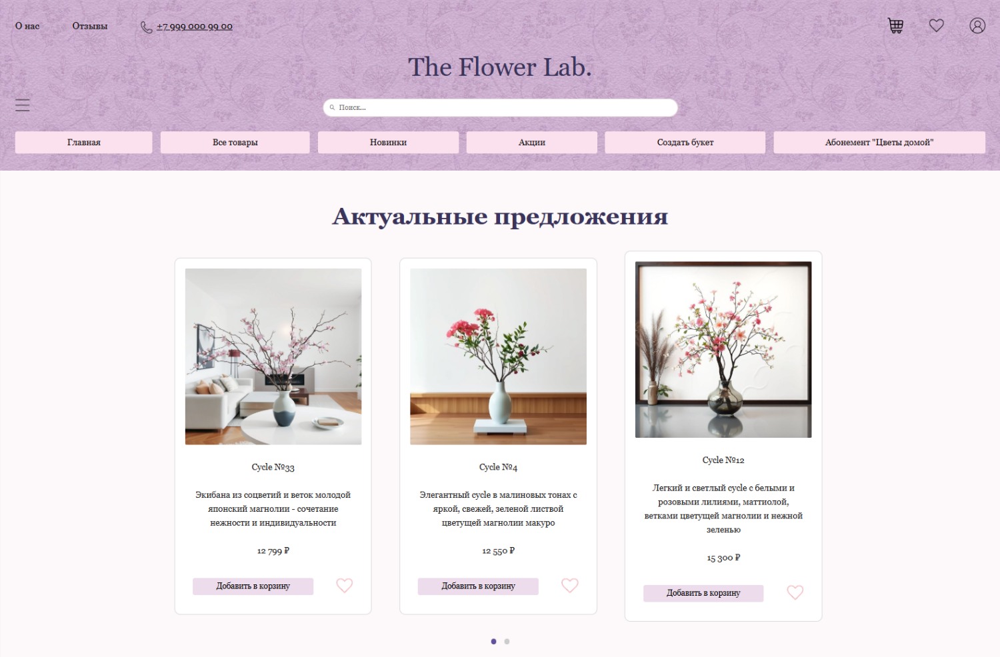 О нас
Отзывы
+7 999 000 99 00
The Flower Lab.
Поиск...
Главная
Все товары
Новинки
Акции
Создать букет
Абонемент "Цветы домой"
Актуальные предложения
Cycle №33
Экибана из соцветий и веток молодой
японский магнолии - сочетание
нежности и индивидуальности
12 799 ₽
Добавить в корзину
Cycle №4
Элегантный cycle в малиновых тонах с
яркой, свежей, зеленой листвой
цветущей магнолии макуро
12 550 ₽
Добавить в корзину
Cycle №12
Легкий и светлый cycle с белыми и
розовыми лилиями, маттиолой,
ветками цветущей магнолии и нежной
зеленью
15 300 ₽
Добавить в корзину